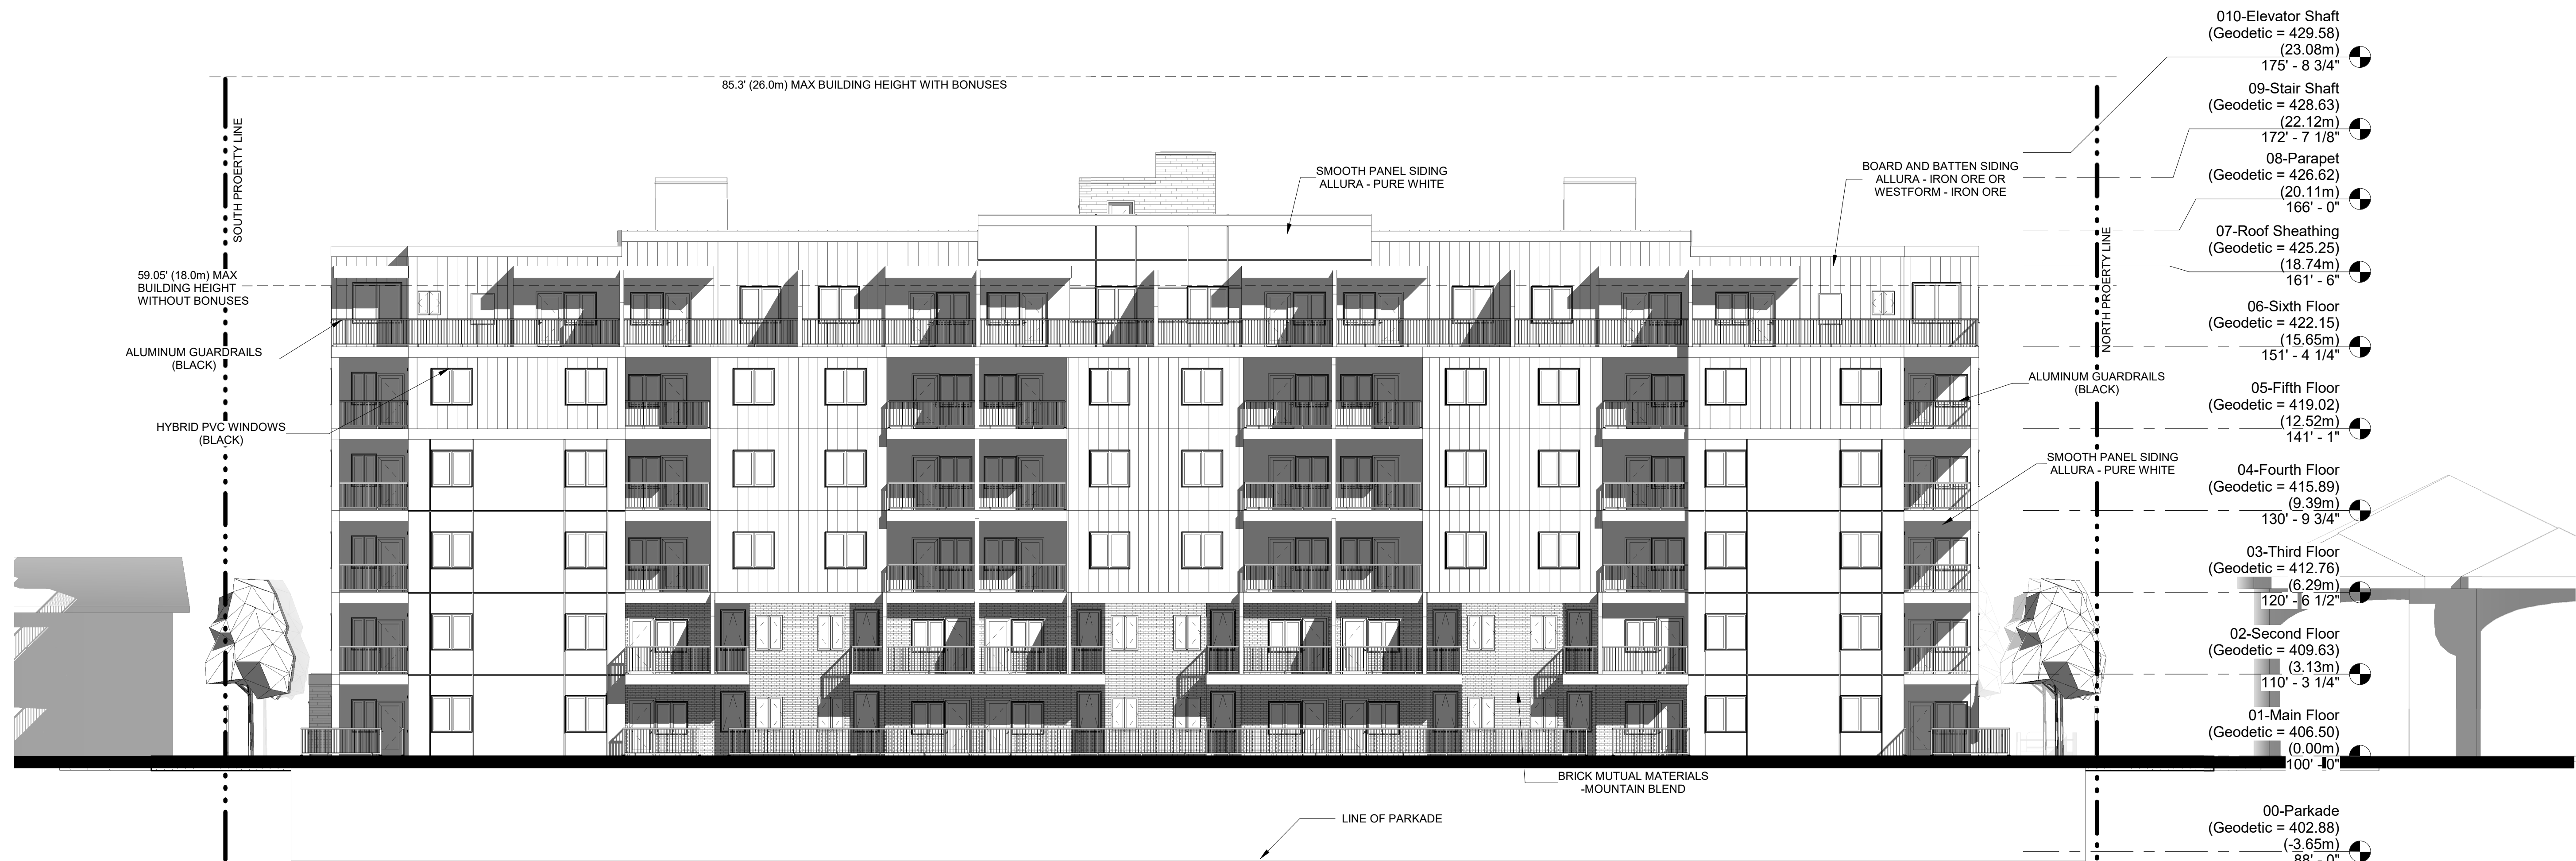 85.3' (26.0m) MAX BUILDING HEIGHT WITH BONUSES
SOUTH PROERTY LINE
59.05' (18.0m) MAX
BUILDING HEIGHT
WITHOUT BONUSES
ALUMINUM GUARDRAILS
(BLACK)
HYBRID PVC WINDOWS
(BLACK)
SMOOTH PANEL SIDING
ALLURA - PURE WHITE
BOARD AND BATTEN SIDING
ALLURA - IRON ORE OR
WESTFORM - IRON ORE
NORTH PROERTY LINE
ALUMINUM GUARDRAILS
(BLACK)
SMOOTH PANEL SIDING
ALLURA - PURE WHITE
BRICK MUTUAL MATERIALS
-MOUNTAIN BLEND
LINE OF PARKADE
010-Elevator Shaft
(Geodetic = 429.58)
(23.08m)
175' - 8 3/4"
09-Stair Shaft
(Geodetic = 428.63)
(22.12m)
172' - 7 1/8"
08-Parapet
(Geodetic = 426.62)
(20.11m)
166' - 0"
07-Roof Sheathing
(Geodetic = 425.25)
(18.74m)
161' - 6"
06-Sixth Floor
(Geodetic = 422.15)
(15.65m)
151' - 4 1/4"
05-Fifth Floor
(Geodetic = 419.02)
(12.52m)
141' - 1"
04-Fourth Floor
(Geodetic = 415.89)
(9.39m)
130' - 9 3/4"
03-Third Floor
(Geodetic = 412.76)
(6.29m)
120' - 6 1/2"
02-Second Floor
(Geodetic = 409.63)
(3.13m)
110' - 3 1/4"
01-Main Floor
(Geodetic = 406.50)
(0.00m)
100' - 0"
00-Parkade
(Geodetic = 402.88)
(-3.65m)
88' - 0"